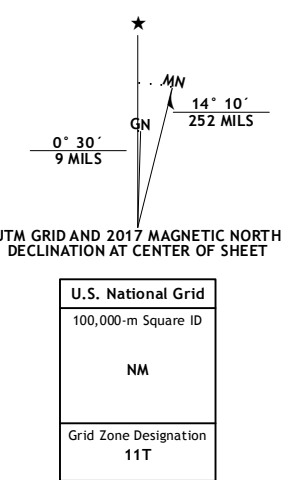 ★
MN
GN
14° 10´
252 MILS
0° 30´
9 MILS
UTM GRID AND 2017 MAGNETIC NORTH
DECLINATION AT CENTER OF SHEET
U.S. National Grid
100,000-m Square ID
NM
Grid Zone Designation
11T